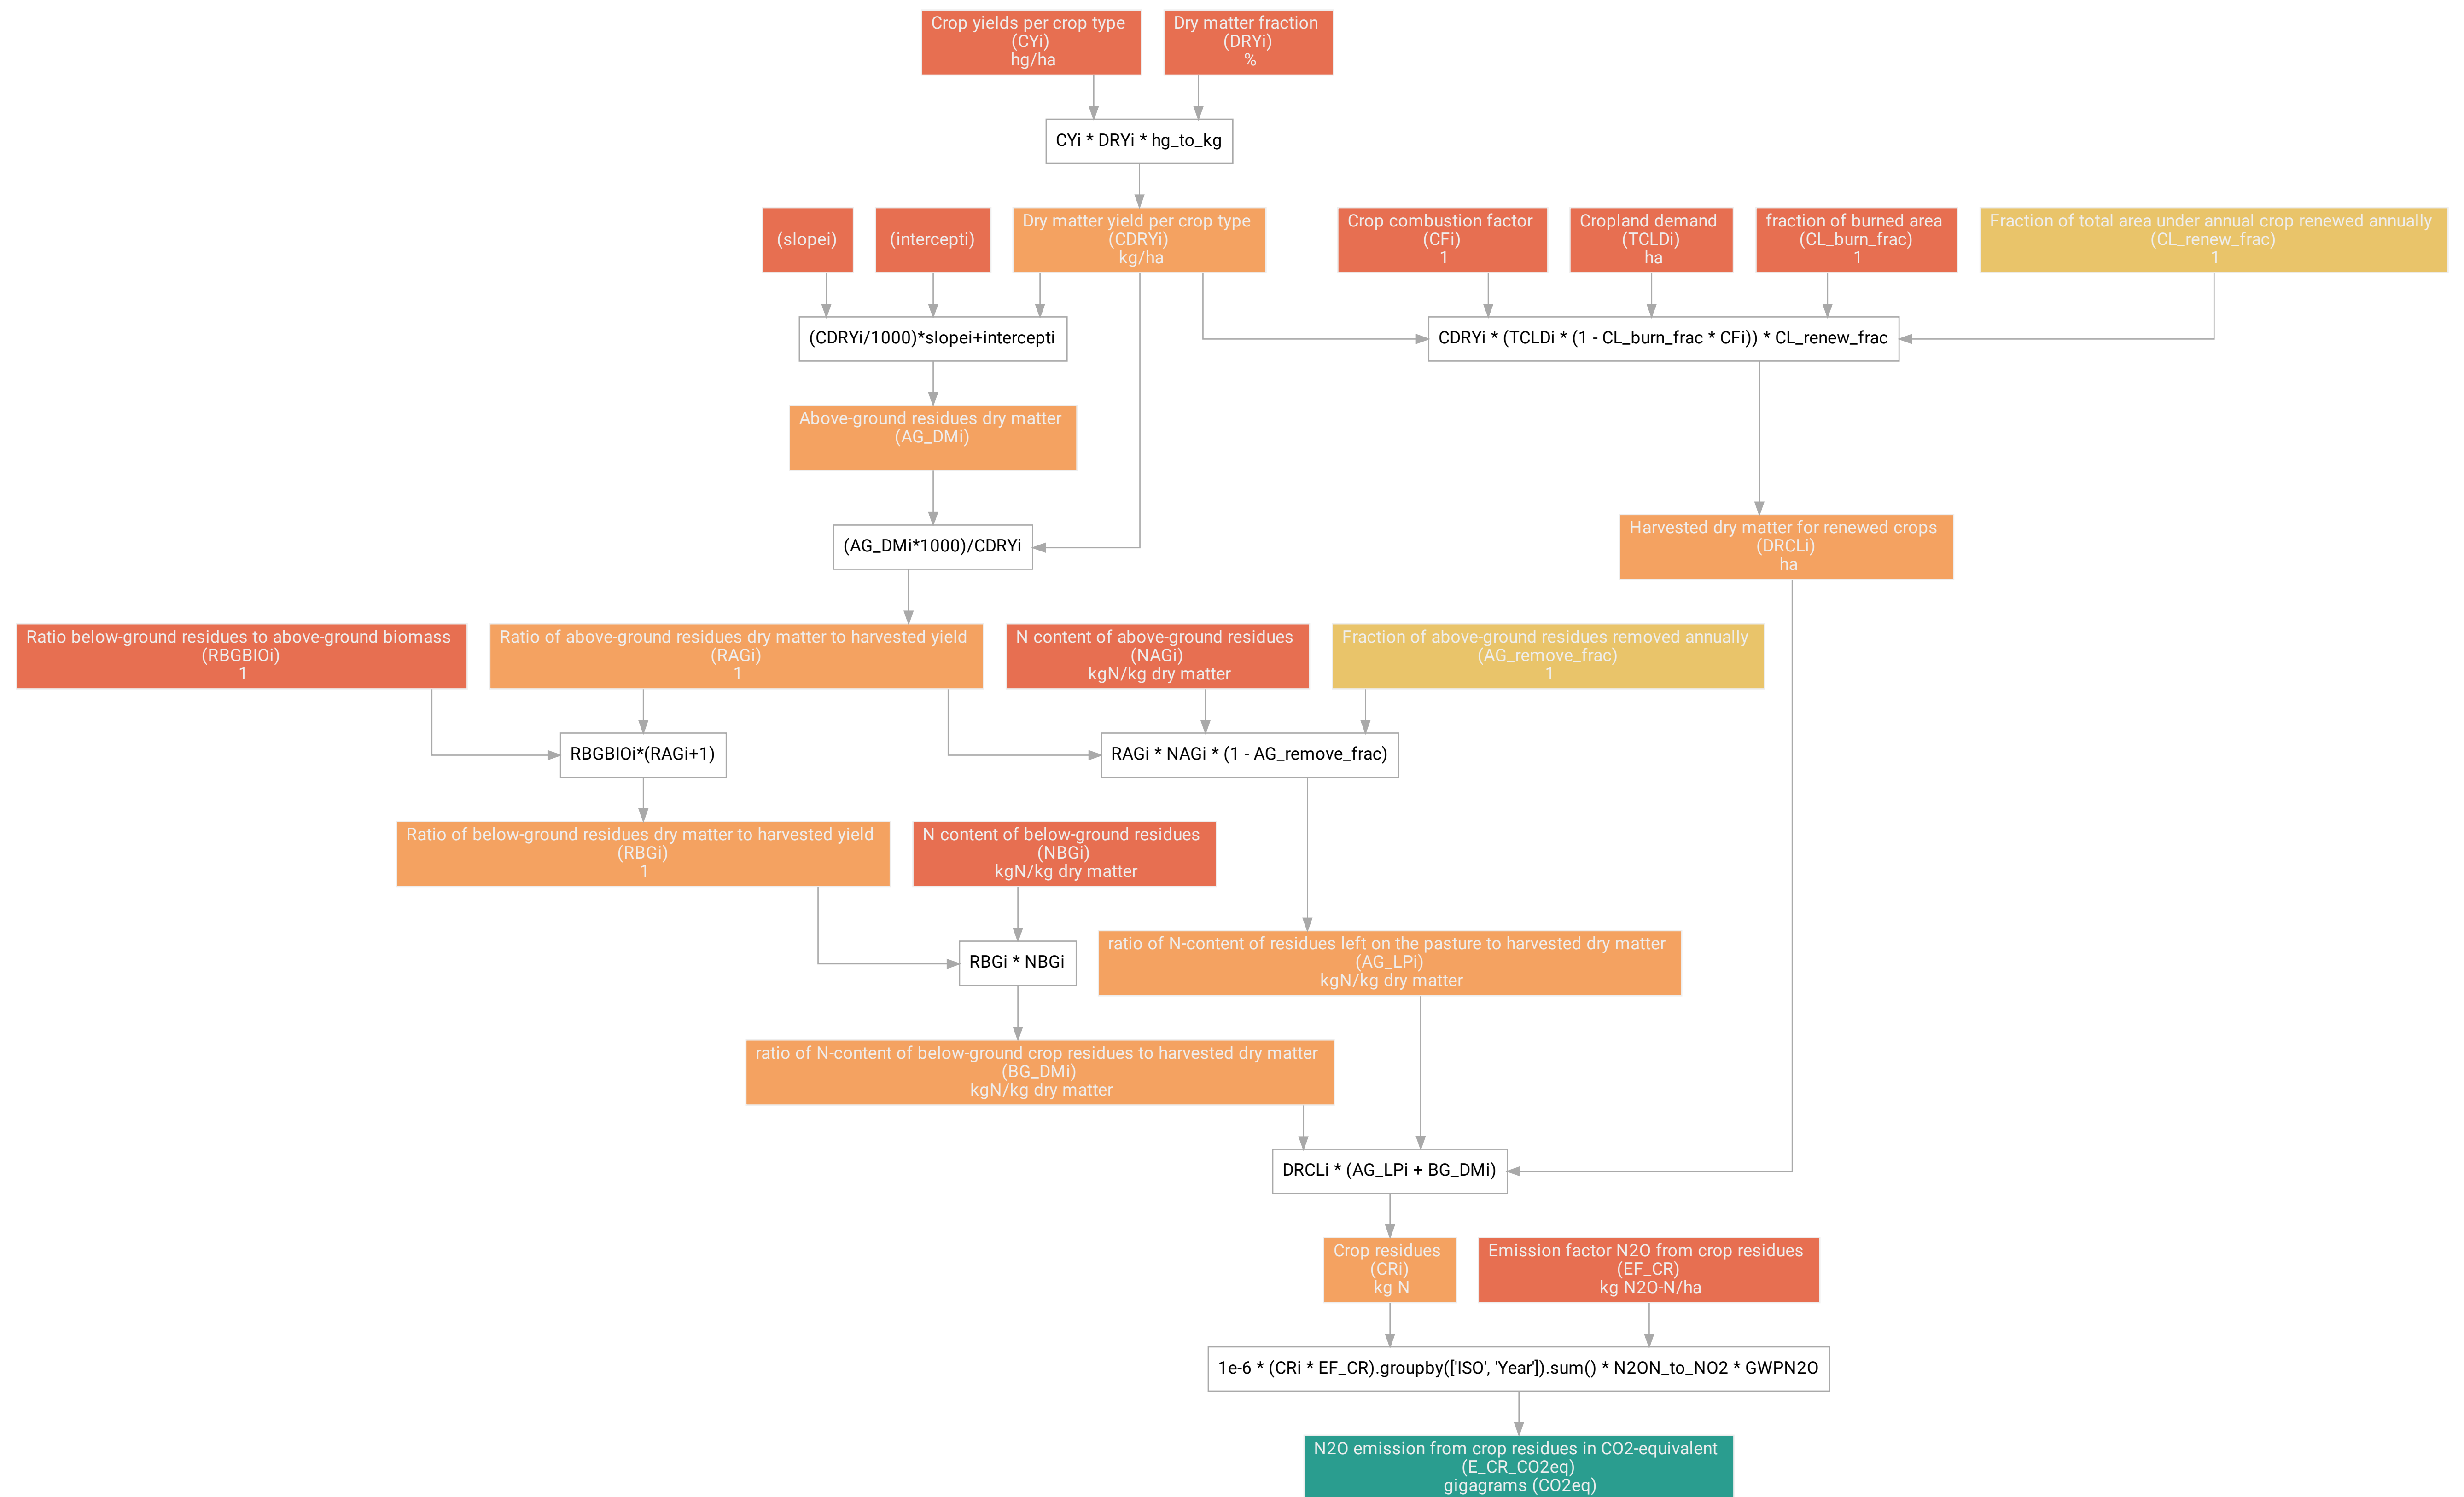 Crop yields per crop type
(CYi)
hg/ha
Dry matter fraction
(DRYi)
%
CYi * DRYi * hg_to_kg
(slopei)
(intercepti)
Dry matter yield per crop type
(CDRYi)
kg/ha
Crop combustion factor
(CFi)
1
Cropland demand
(TCLDi)
ha
fraction of burned area
(CL_burn_frac)
1
Fraction of total area under annual crop renewed annually
(CL_renew_frac)
1
(CDRYi/1000)*slopei+intercepti
CDRYi * (TCLDi * (1 - CL_burn_frac * CFi)) * CL_renew_frac
Above-ground residues dry matter
(AG_DMi)
(AG_DMi*1000)/CDRYi
Harvested dry matter for renewed crops
(DRCLi)
ha
Ratio below-ground residues to above-ground biomass
(RBGBIOi)
1
Ratio of above-ground residues dry matter to harvested yield
(RAGi)
1
N content of above-ground residues
(NAGi)
kgN/kg dry matter
Fraction of above-ground residues removed annually
(AG_remove_frac)
1
RBGBIOi*(RAGi+1)
RAGi * NAGi * (1 - AG_remove_frac)
Ratio of below-ground residues dry matter to harvested yield
(RBGi)
1
N content of below-ground residues
(NBGi)
kgN/kg dry matter
RBGi * NBGi
ratio of N-content of residues left on the pasture to harvested dry matter
(AG_LPi)
kgN/kg dry matter
ratio of N-content of below-ground crop residues to harvested dry matter
(BG_DMi)
kgN/kg dry matter
DRCLi * (AG_LPi + BG_DMi)
Crop residues
(CRi)
kg N
Emission factor N2O from crop residues
(EF_CR)
kg N2O-N/ha
1e-6 * (CRi * EF_CR).groupby(['ISO', 'Year']).sum() * N2ON_to_NO2 * GWPN2O
N2O emission from crop residues in CO2-equivalent
(E_CR_CO2eq)
gigagrams (CO2eq)